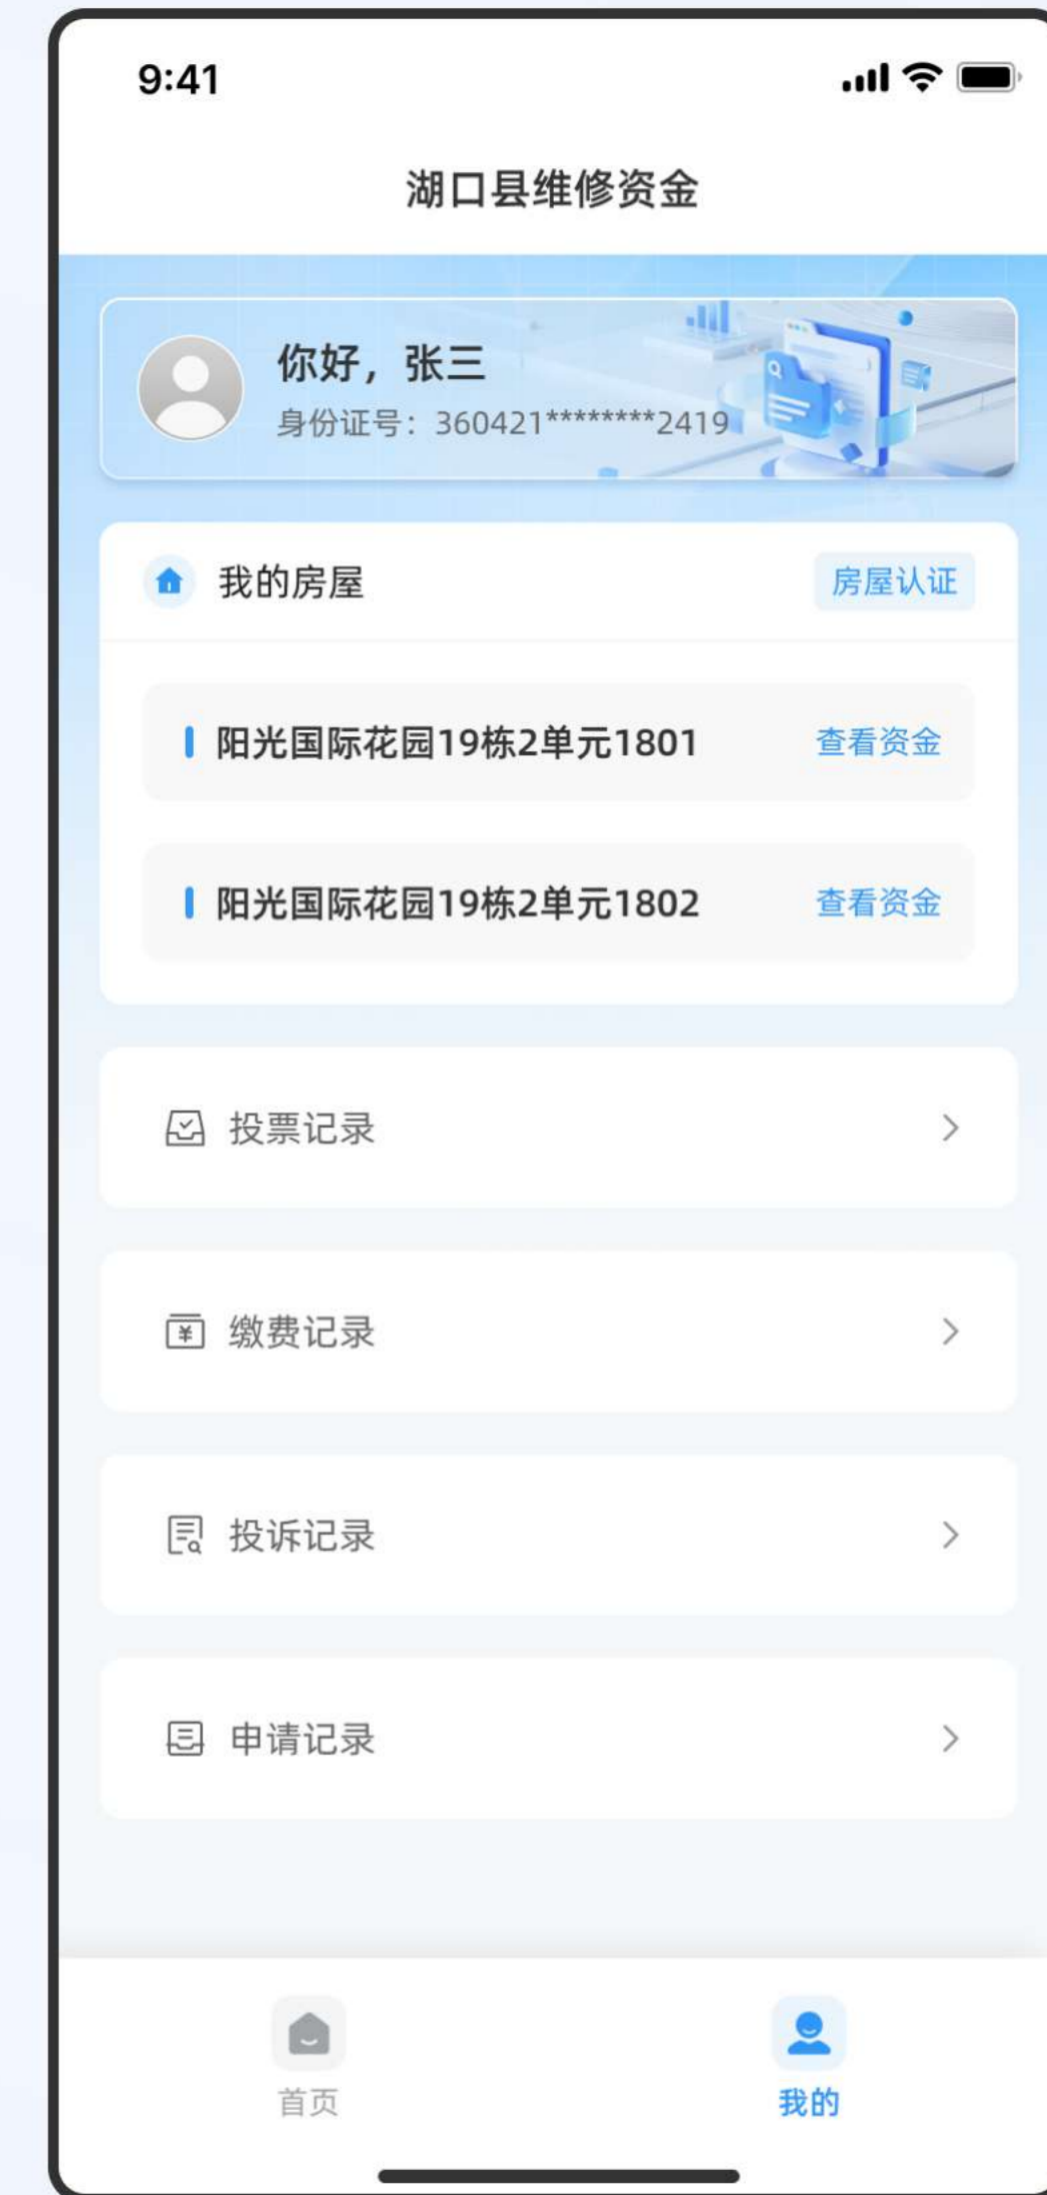 9:41
湖口县维修资金
你好，张三
身份证号：360421********2419
我的房屋
房屋认证
阳光国际花园19栋2单元1801
查看资金
阳光国际花园19栋2单元1802
查看资金
投票记录
缴费记录
投诉记录
申请记录
首页
我的